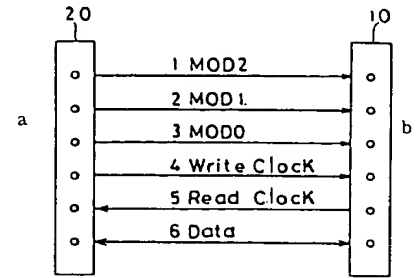 20 10
1 MOD2
2 MOD1.
a
b
3 MOD0
4 Write ClocK
5 Read ClocK
6 Data